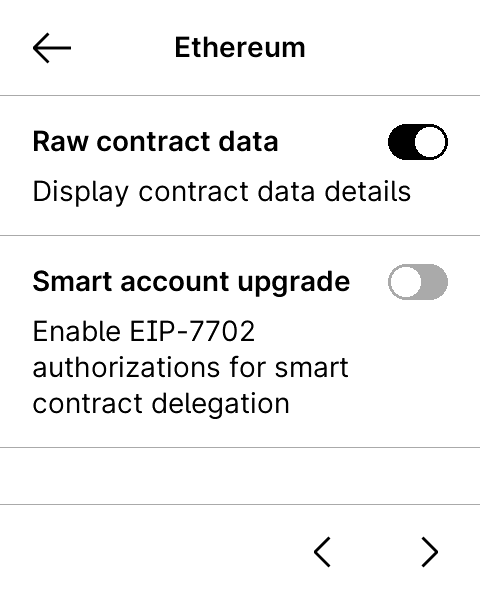 Ethereum
Raw contract data
Display contract data details
Smart account upgrade
Enable EIP-7702
authorizations for smart
contract delegation